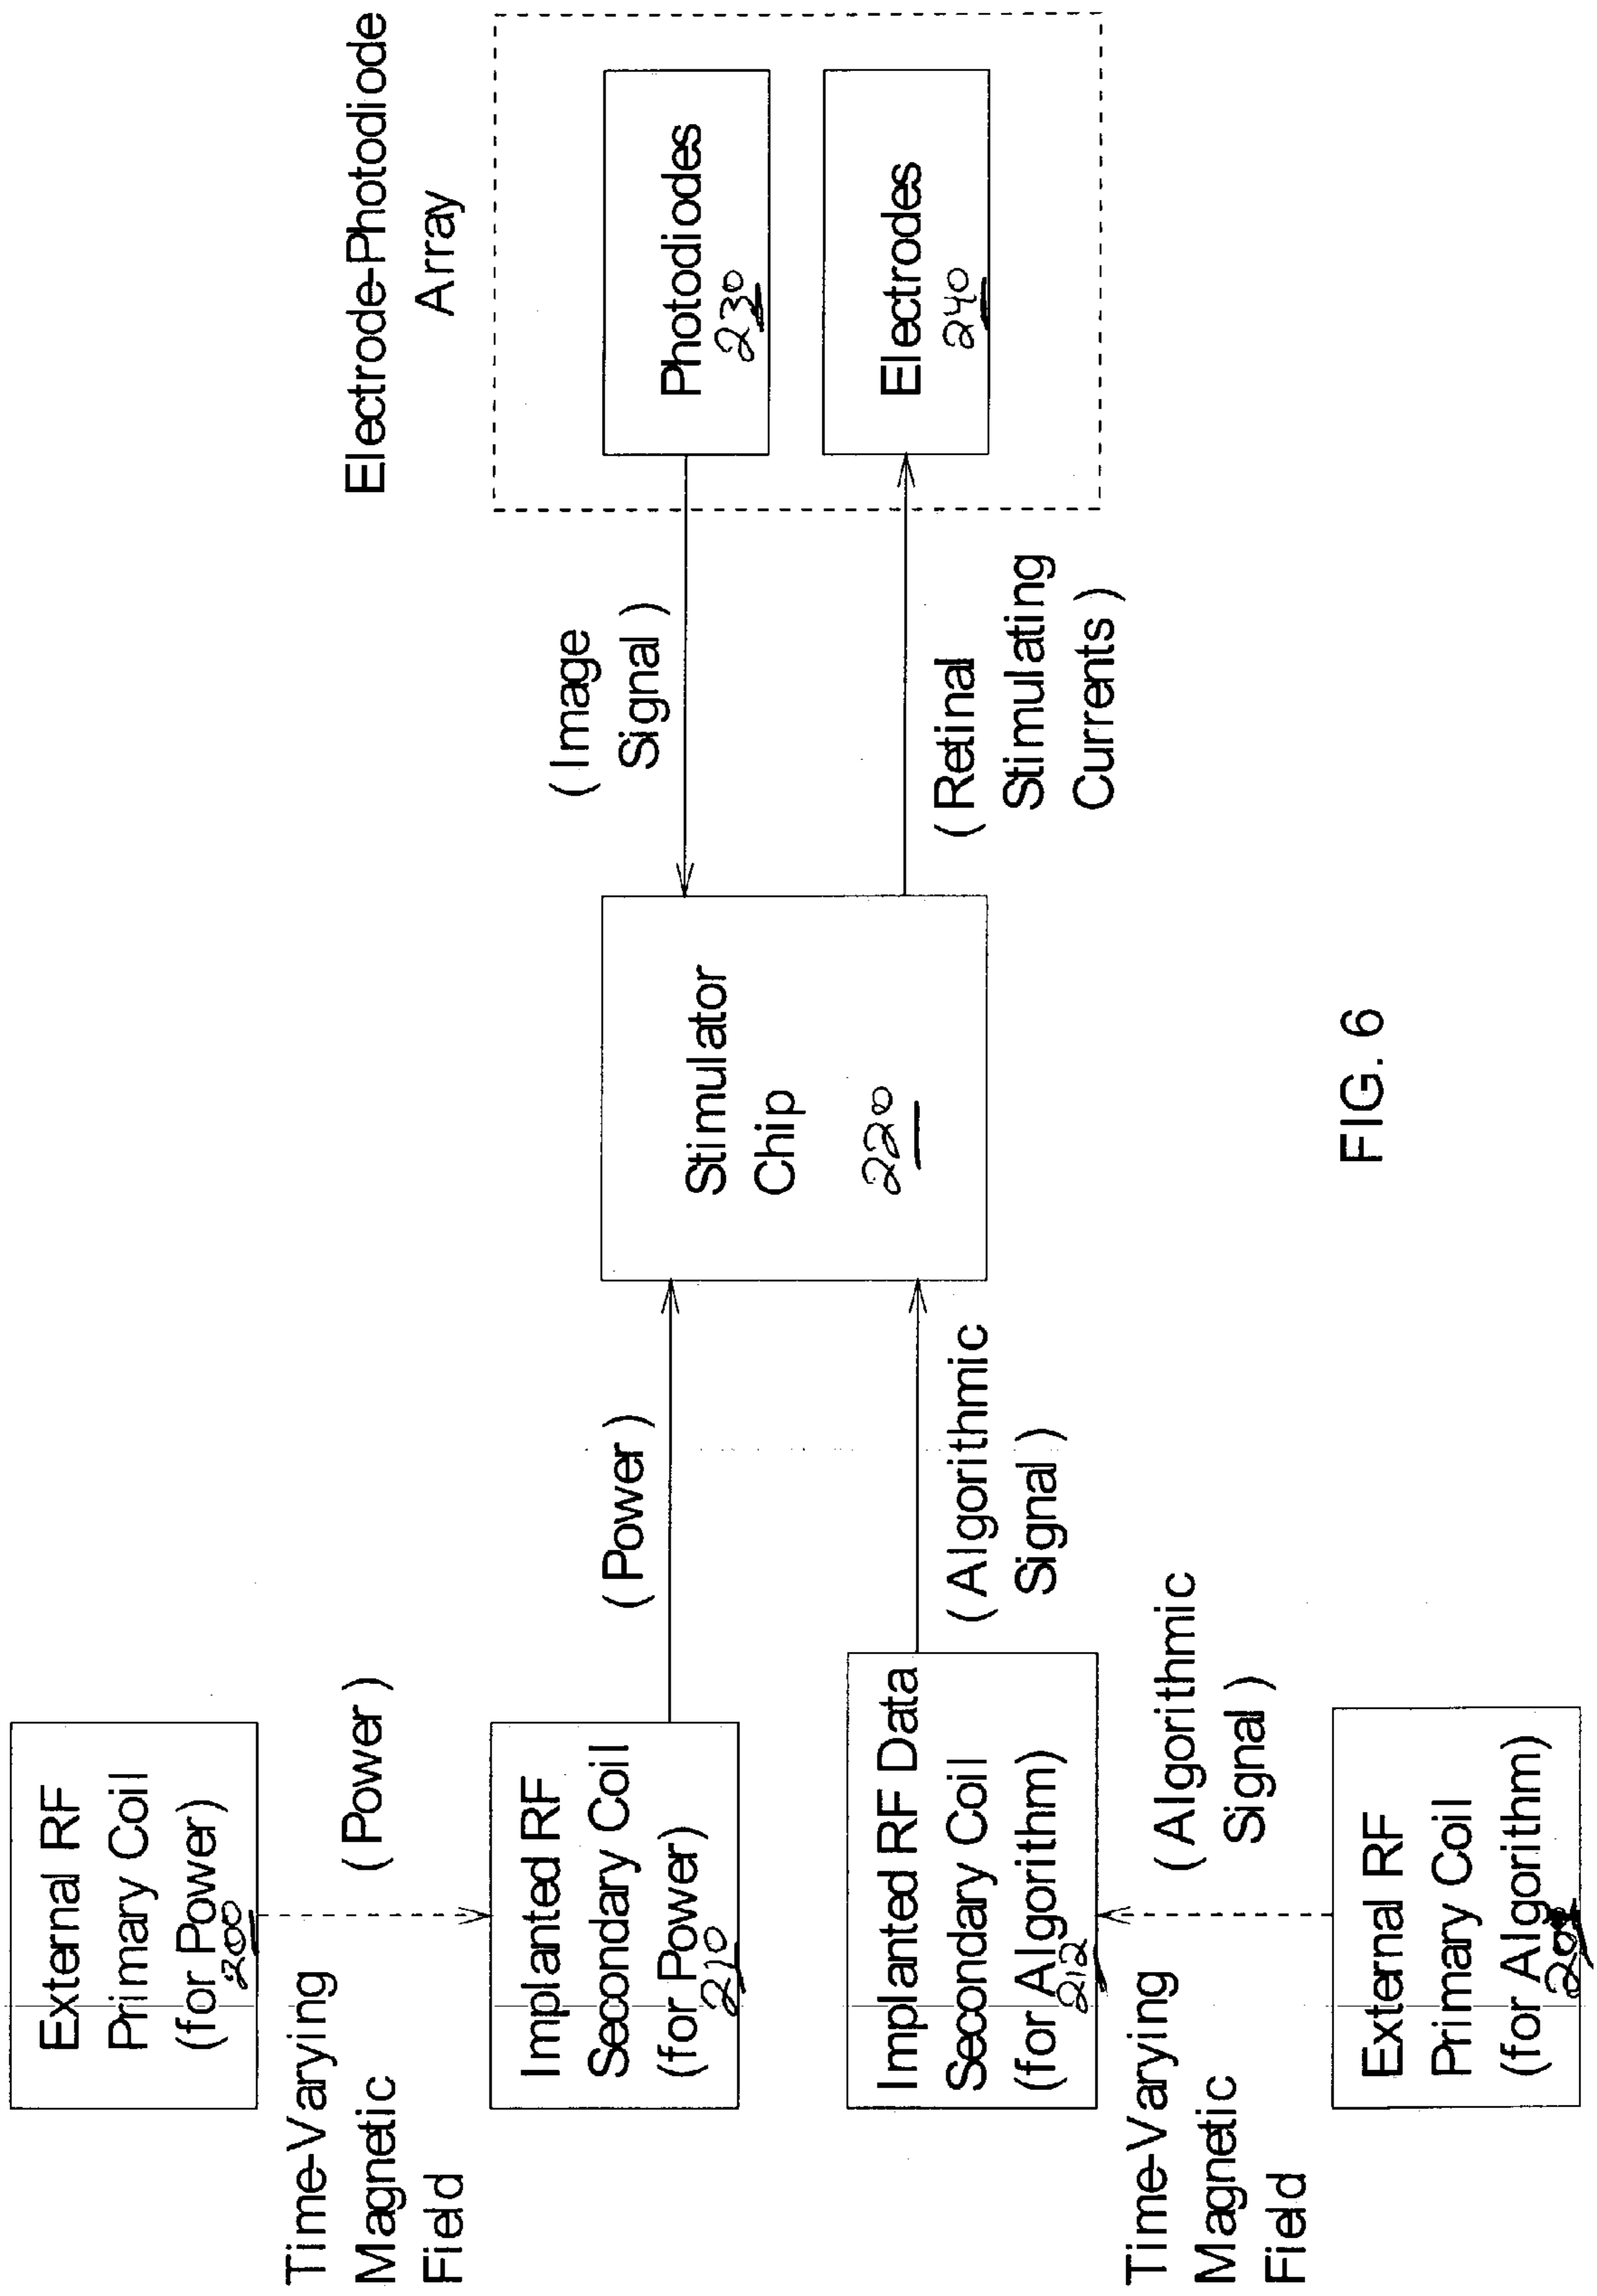 External RF
Primary Coil
(for Power)
200
Time-Varying
Magnetic
Field
(Power)
Implanted RF
Secondary Coil
(for Power)
210
(Power)
Implanted RF Data
Secondary Coil
(for Algorithm)
212
(Algorithmic
Signal)
Time-Varying
Magnetic
Field
(Algorithmic
Signal)
External RF
Primary Coil
(for Algorithm)
Stimulator
Chip
220
(Image
Signal)
(Retinal
Stimulating
Currents)
Electrode-Photodiode
Array
Photodiodes
230
Electrodes
240
FIG. 6